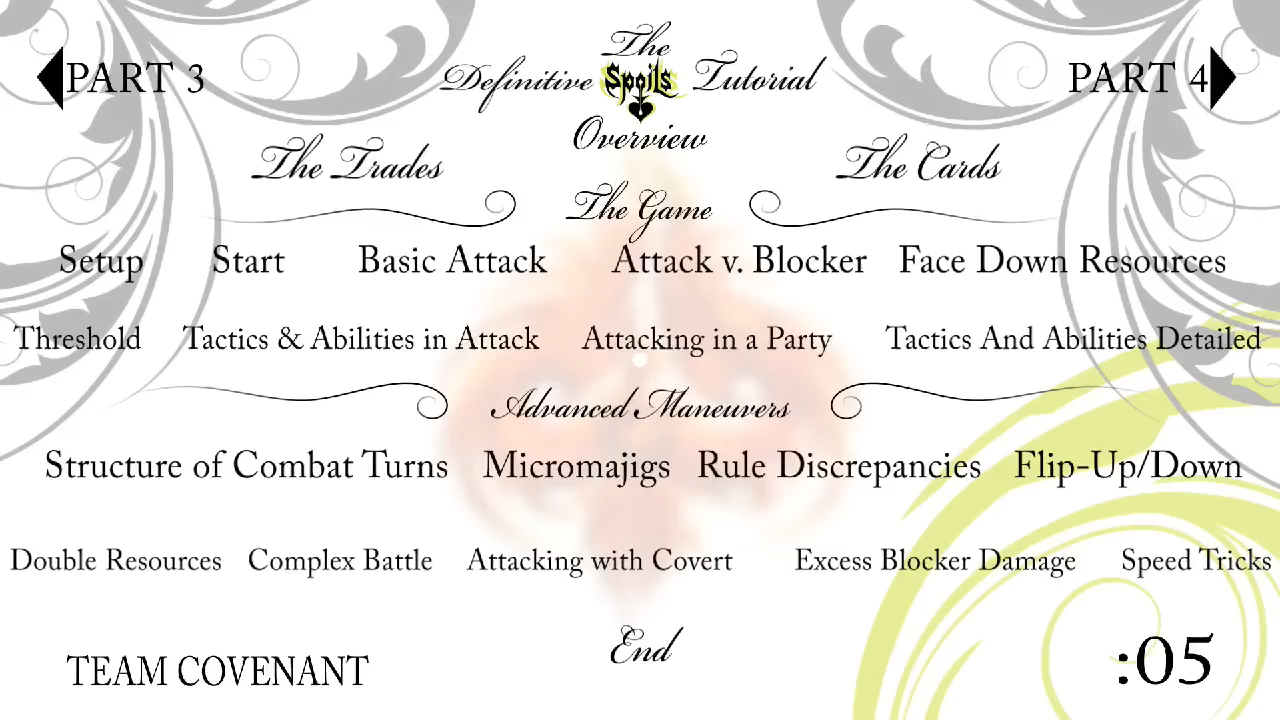 The
PART 3 Definitive Spoils Tutorial PART 4
Overview
The Trades The Cards
The Game
Setup Start Basic Attack Attack v. Blocker Face Down Resources
Threshold Tactics & Abilities in Attack Attacking in a Party Tactics And Abilities Detailed
Advanced Maneuvers
Structure of Combat Turns Micromajigs Rule Discrepancies Flip-Up/Down
Double Resources Complex Battle Attacking with Covert Excess Blocker Damage Speed Tricks
End
TEAM COVENANT :05